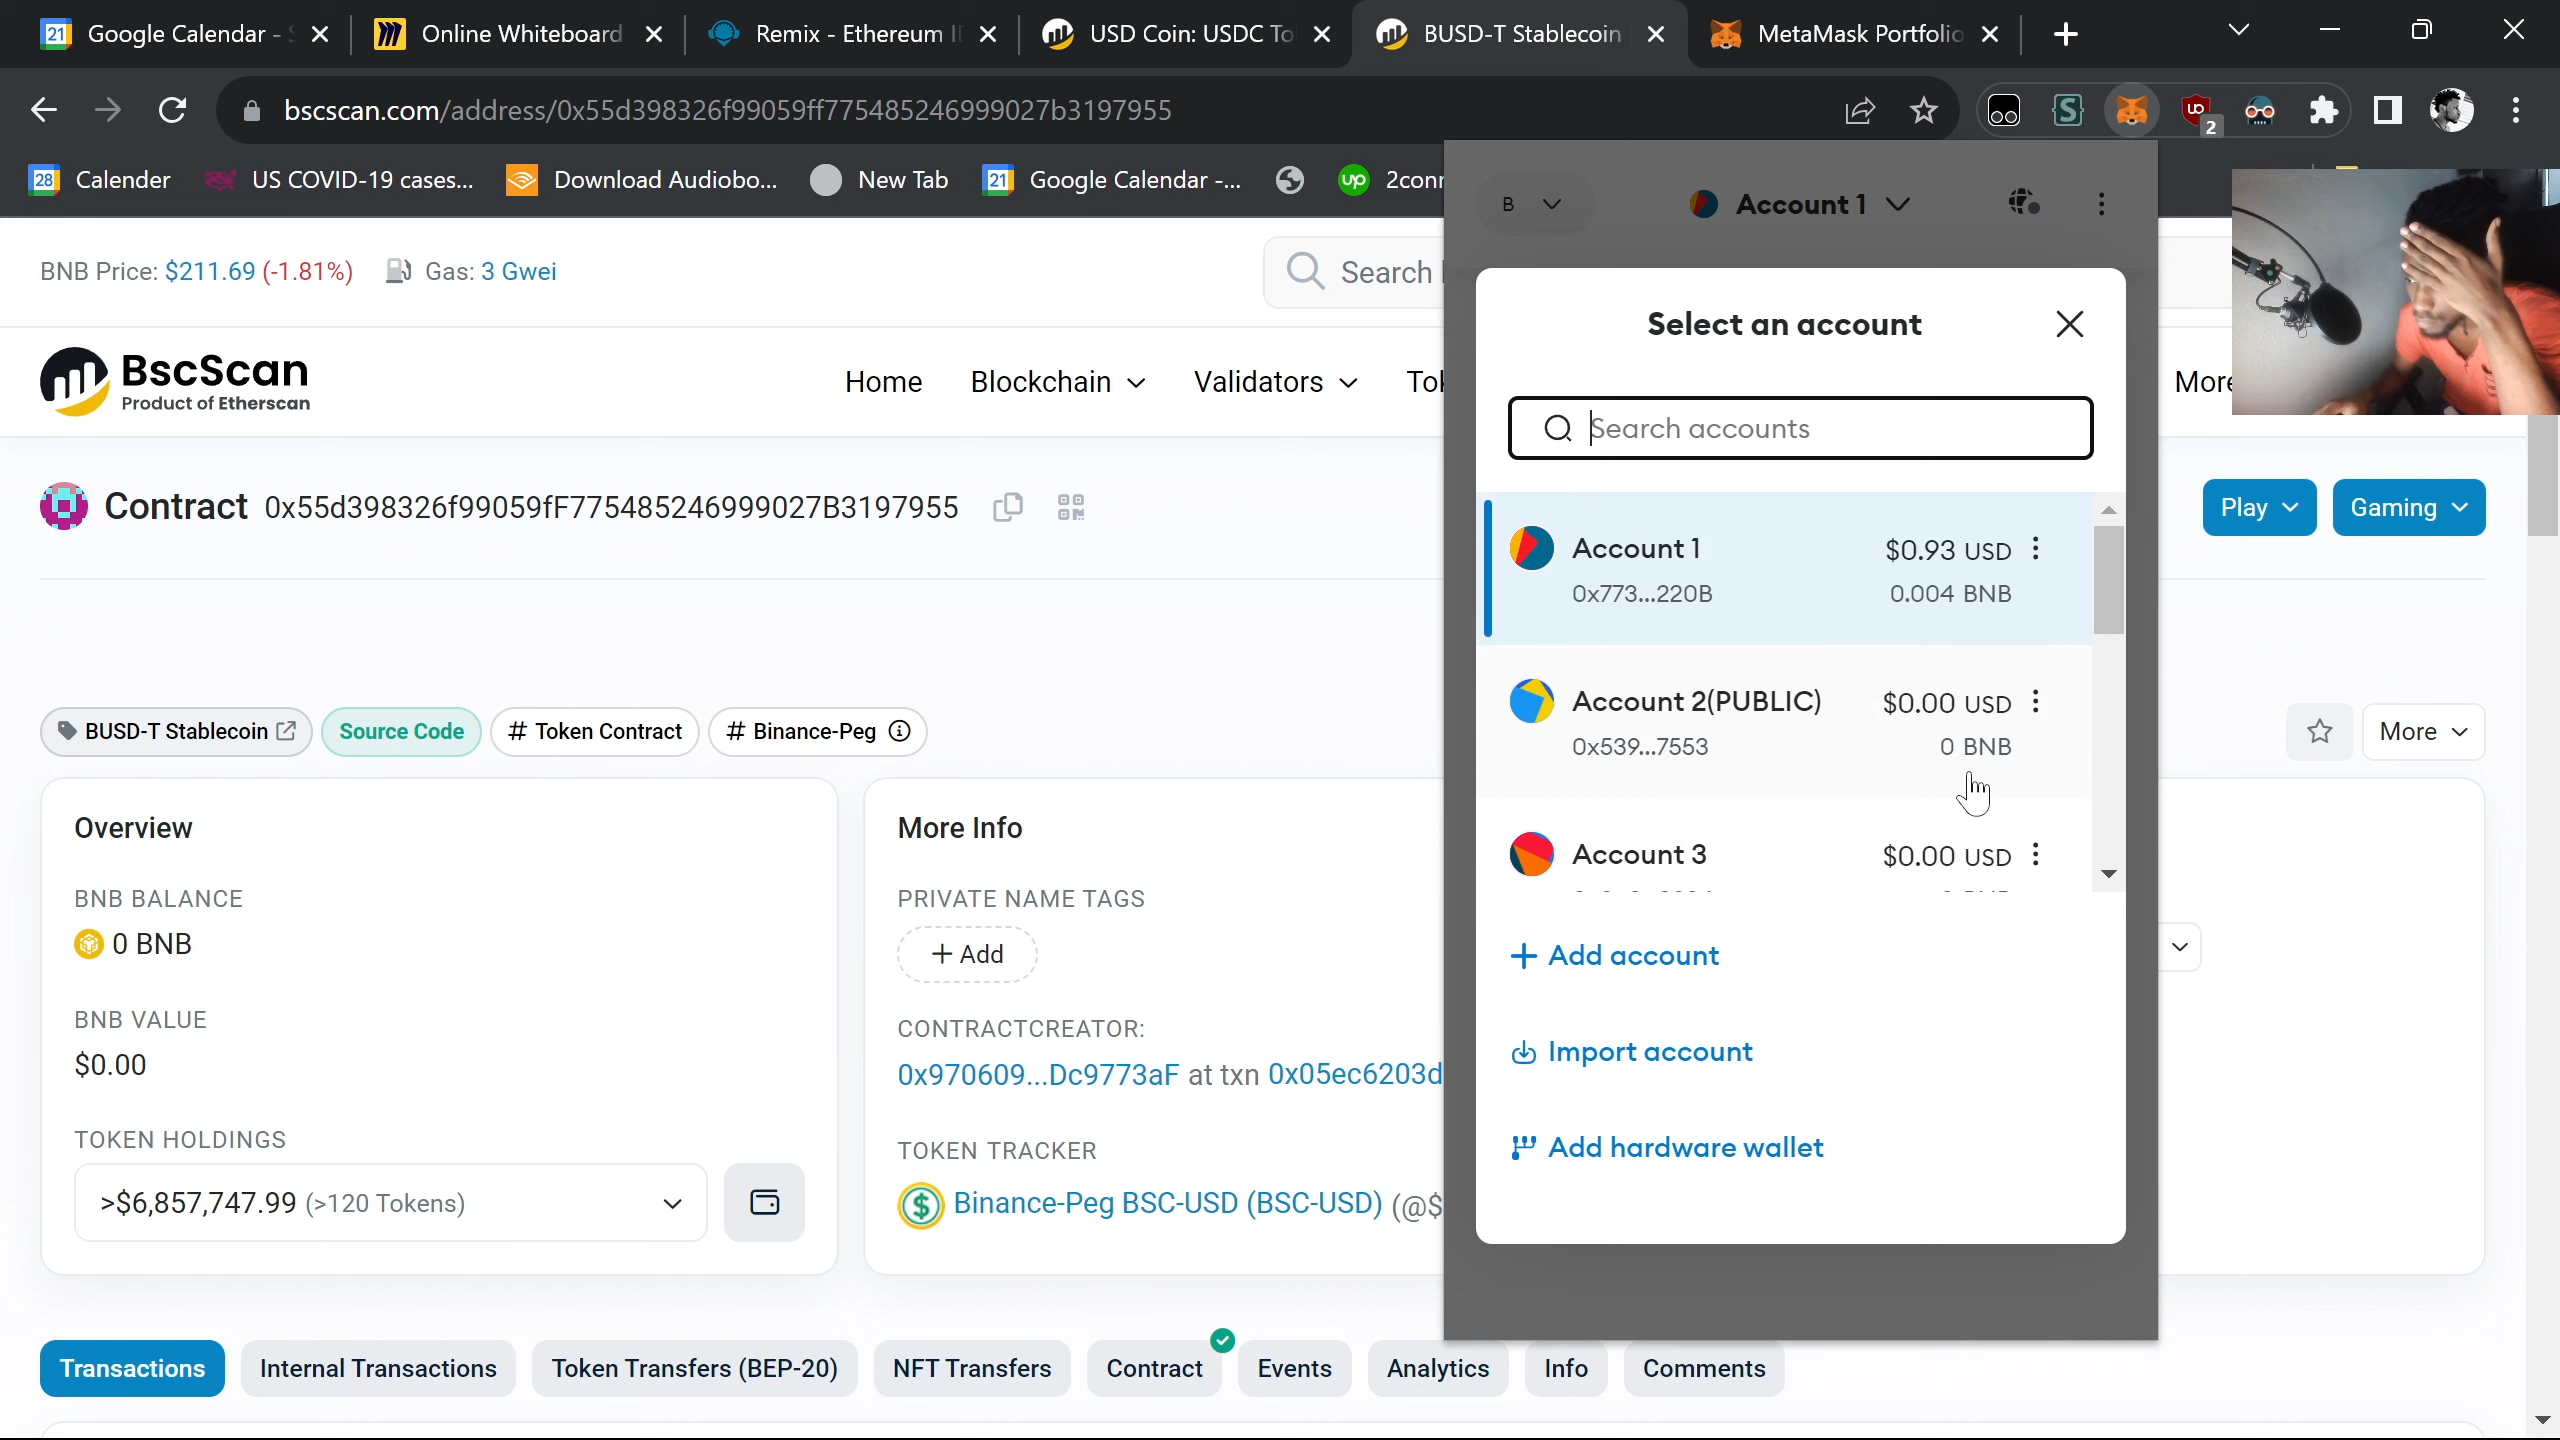 Google Calendar - S
Online Whiteboard
Remix - Ethereum I
USD Coin: USDC To
BUSD-T Stablecoin
MetaMask Portfolio
bscscan.com/address/0x55d398326f99059ff775485246999027b3197955
2
Calender
US COVID-19 cases...
Download Audiobo...
New Tab
Google Calendar -...
2conn
B
Account 1
BNB Price: $211.69 (-1.81%)
Gas: 3 Gwei
Search
Select an account
BscScan
Product of Etherscan
Home
Blockchain
Validators
Tok
More
Search accounts
Contract 0x55d398326f99059fF775485246999027B3197955
Play
Gaming
Account 1
$0.93 USD
0x773...220B
0.004 BNB
BUSD-T Stablecoin
Source Code
# Token Contract
# Binance-Peg
Account 2(PUBLIC)
$0.00 USD
0x539...7553
0 BNB
More
Overview
More Info
Account 3
$0.00 USD
BNB BALANCE
0 BNB
PRIVATE NAME TAGS
+ Add
Add account
BNB VALUE
$0.00
CONTRACTCREATOR:
0x970609...Dc9773aF at txn 0x05ec6203d
Import account
TOKEN HOLDINGS
>$6,857,747.99 (>120 Tokens)
TOKEN TRACKER
Binance-Peg BSC-USD (BSC-USD) (@$
Add hardware wallet
Transactions
Internal Transactions
Token Transfers (BEP-20)
NFT Transfers
Contract
Events
Analytics
Info
Comments